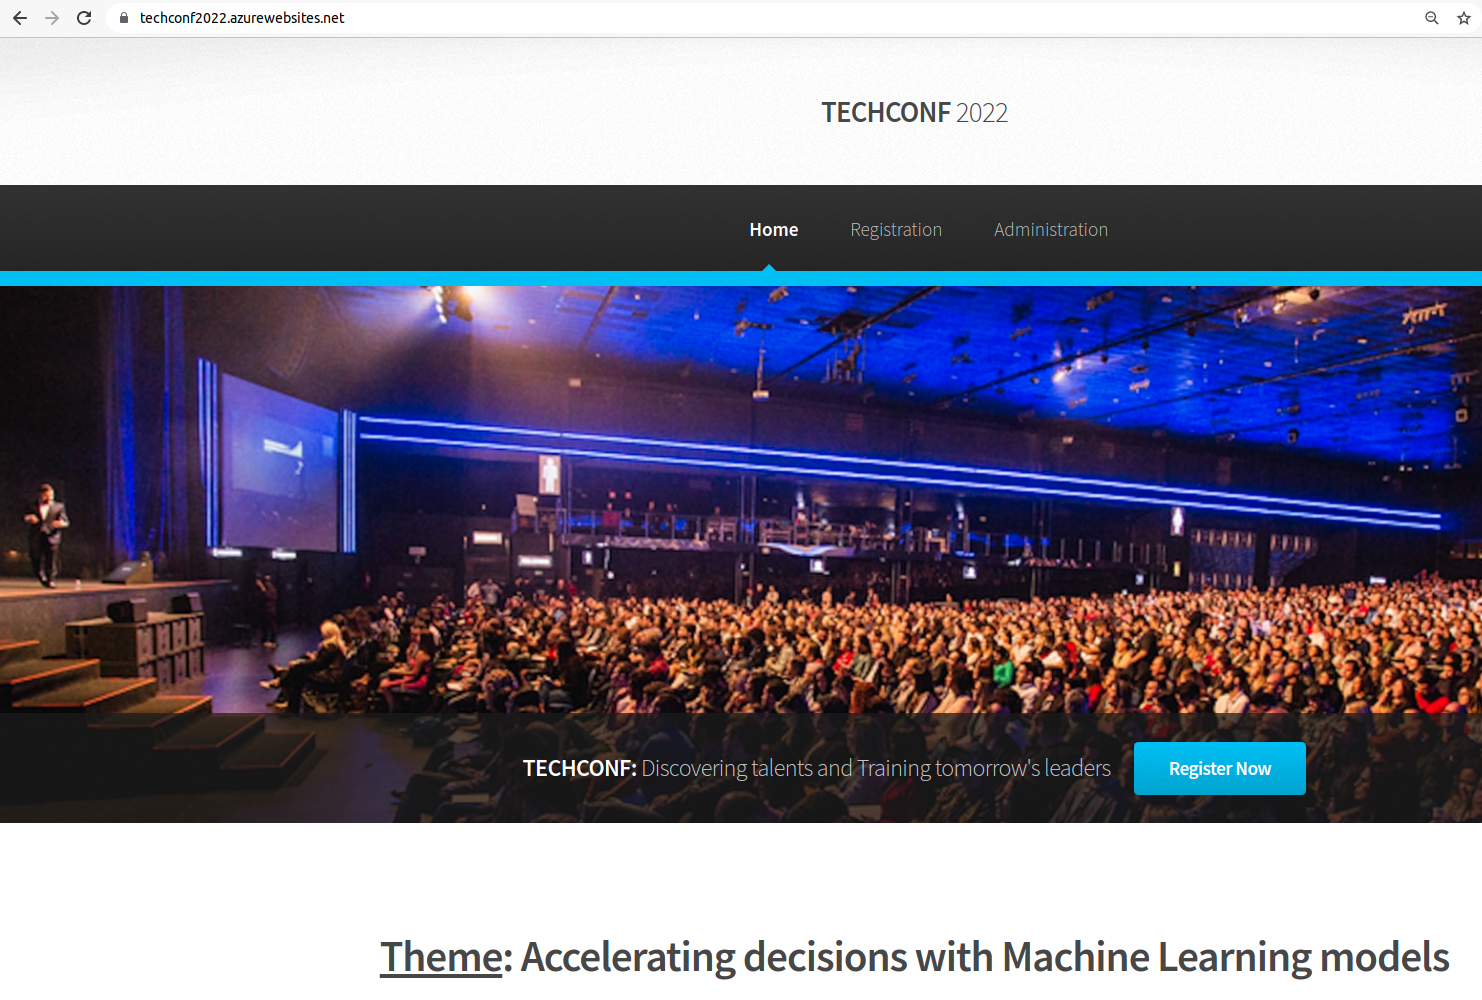 techconf2022.azurewebsites.net
TECHCONF 2022
Home Registration Administration
TECHCONF: Discovering talents and Training tomorrow's leaders Register Now
Theme: Accelerating decisions with Machine Learning models